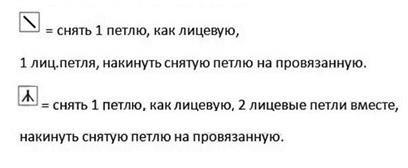 = снять 1 петлю, как лицевую,
1 лиц.петля, накинуть снятую петлю на провязанную.
= снять 1 петлю, как лицевую, 2 лицевые петли вместе,
накинуть снятую петлю на провязанную.